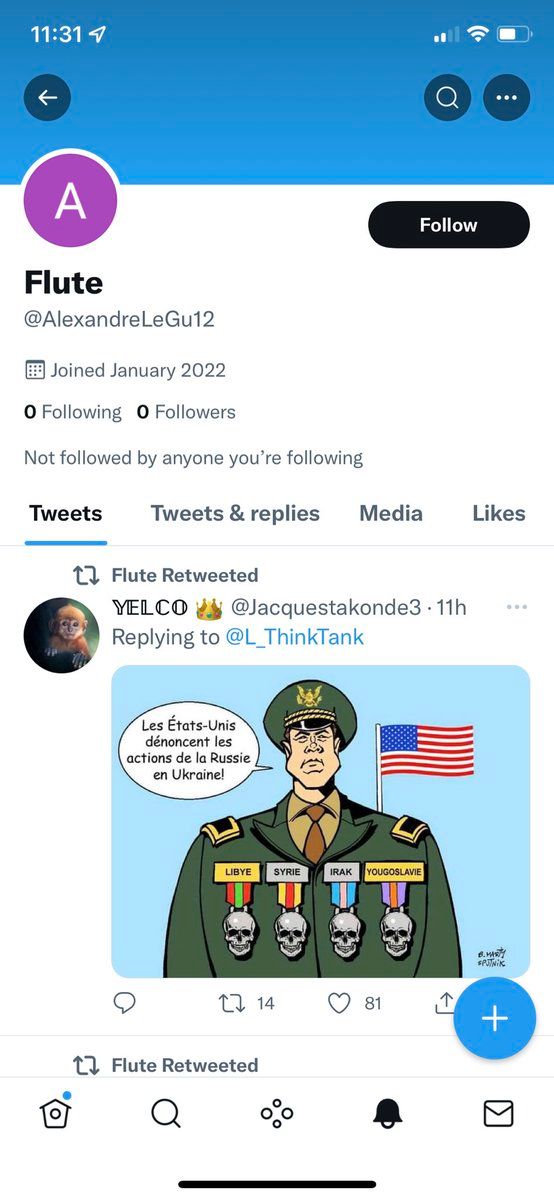 11:31
A
Follow
Flute
@AlexandreLeGu12
Joined January 2022
0 Following 0 Followers
Not followed by anyone you're following
Tweets Tweets & replies Media Likes
Flute Retweeted
𝕐𝔼𝕃ℂ𝕆 👑 @Jacquestakonde3 · 11h
Replying to @L_ThinkTank
Les États-Unis
dénoncent les
actions de la Russie
en Ukraine!
LIBYE SYRIE IRAK YOUGOSLAVIE
B. MARTY
SPUTNIK
14 81
Flute Retweeted